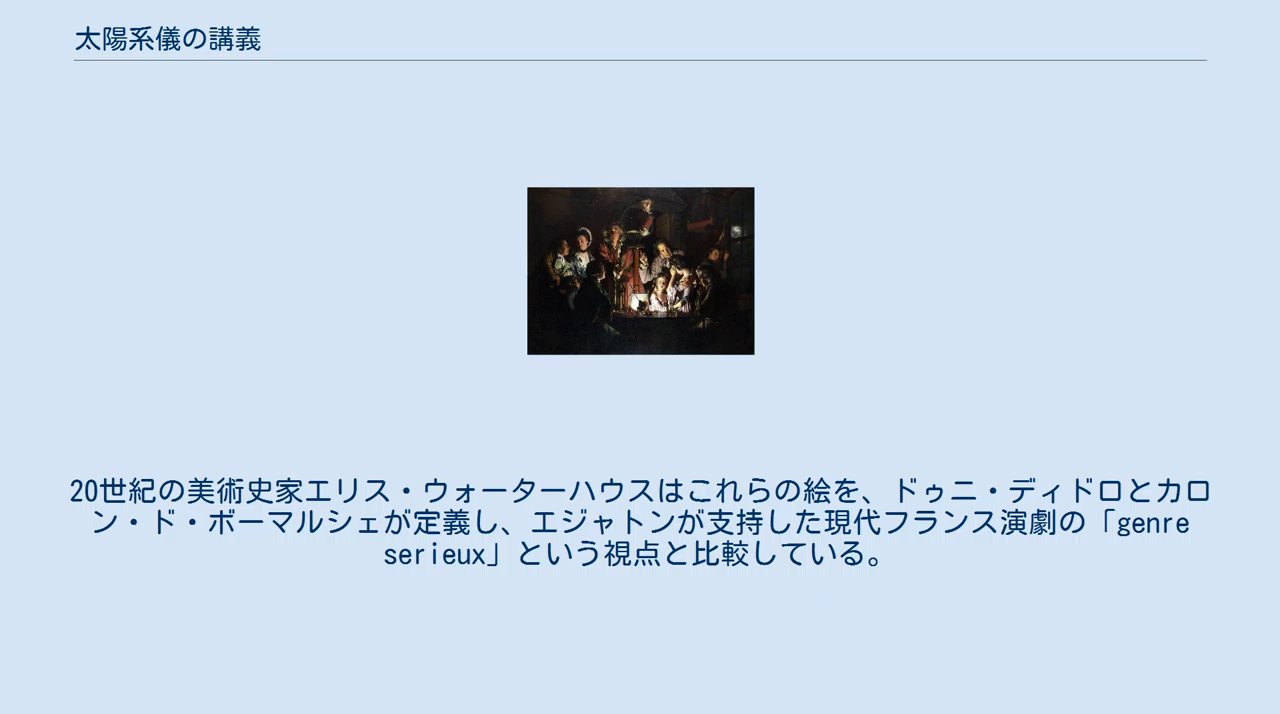 太陽系儀の講義
20世紀の美術史家エリス・ウォーターハウスはこれらの絵を、ドゥニ・ディドロとカロ
ン・ド・ボーマルシェが定義し、エジャトンが支持した現代フランス演劇の「genre
serieux」という視点と比較している。